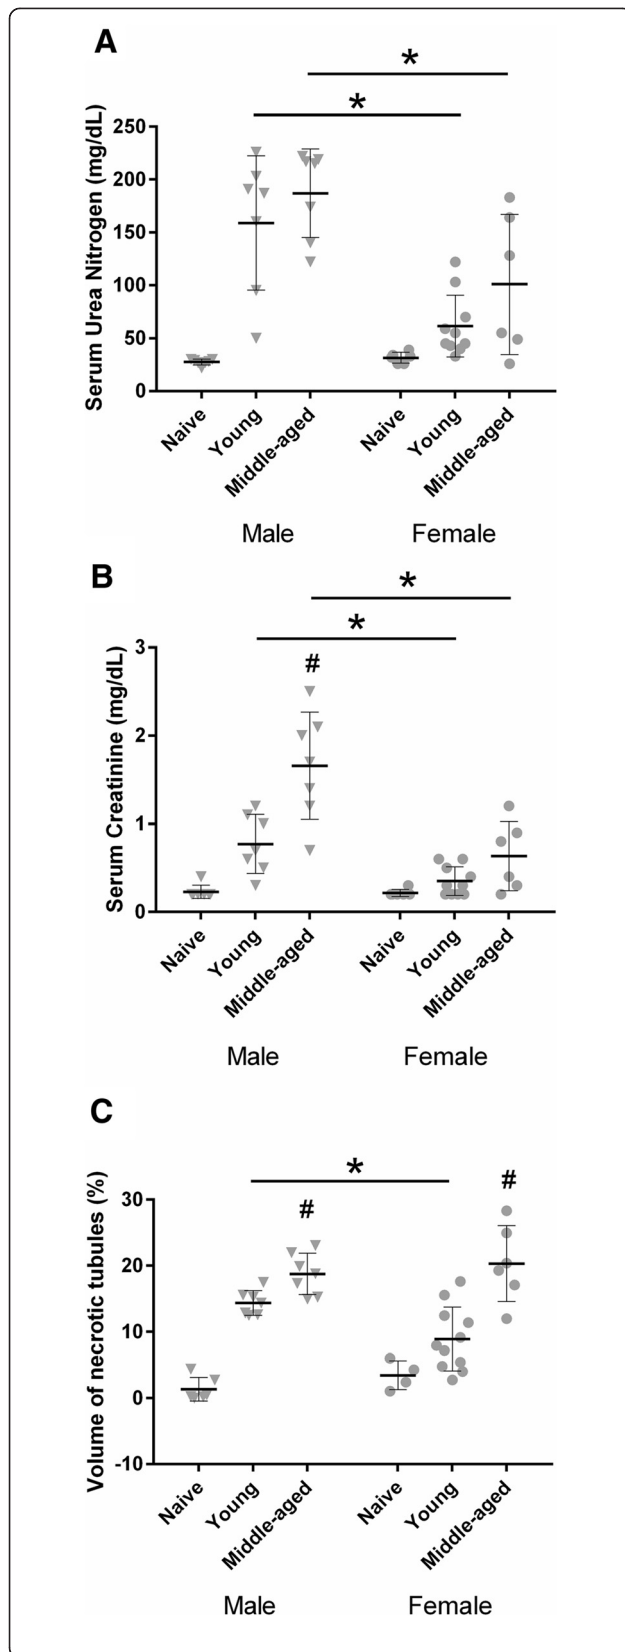 A
*
*
Serum Urea Nitrogen (mg/dL)
250
200
150
100
50
0
Naive
Young
Middle-aged
Naive
Young
Middle-aged
Male
Female
B
*
*
Serum Creatinine (mg/dL)
3
#
2
1
0
Naive
Young
Middle-aged
Naive
Young
Middle-aged
Male
Female
C
*
#
#
Volume of necrotic tubules (%)
30
20
10
0
-10
Naive
Young
Middle-aged
Naive
Young
Middle-aged
Male
Female